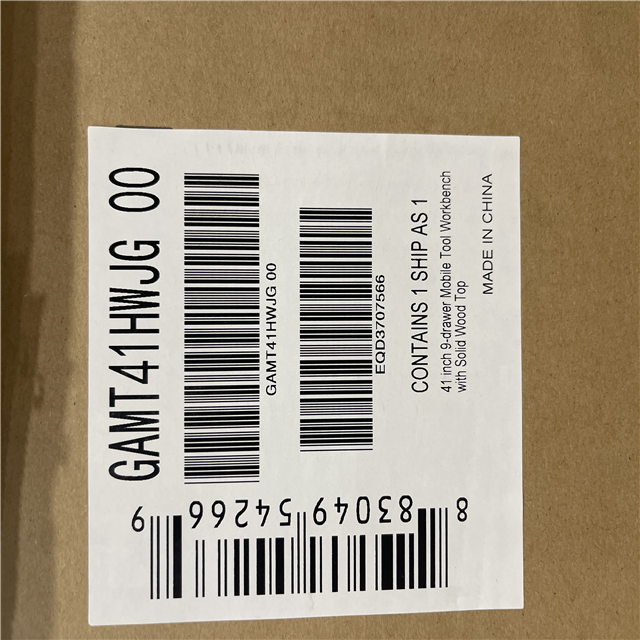 GAMT41HWJG 00
GAMT41HWJG 00
EQD3707566
CONTAINS 1 SHIP AS 1
41 inch 9-drawer Mobile Tool Workbench
with Solid Wood Top
MADE IN CHINA
8 83049 54266 9